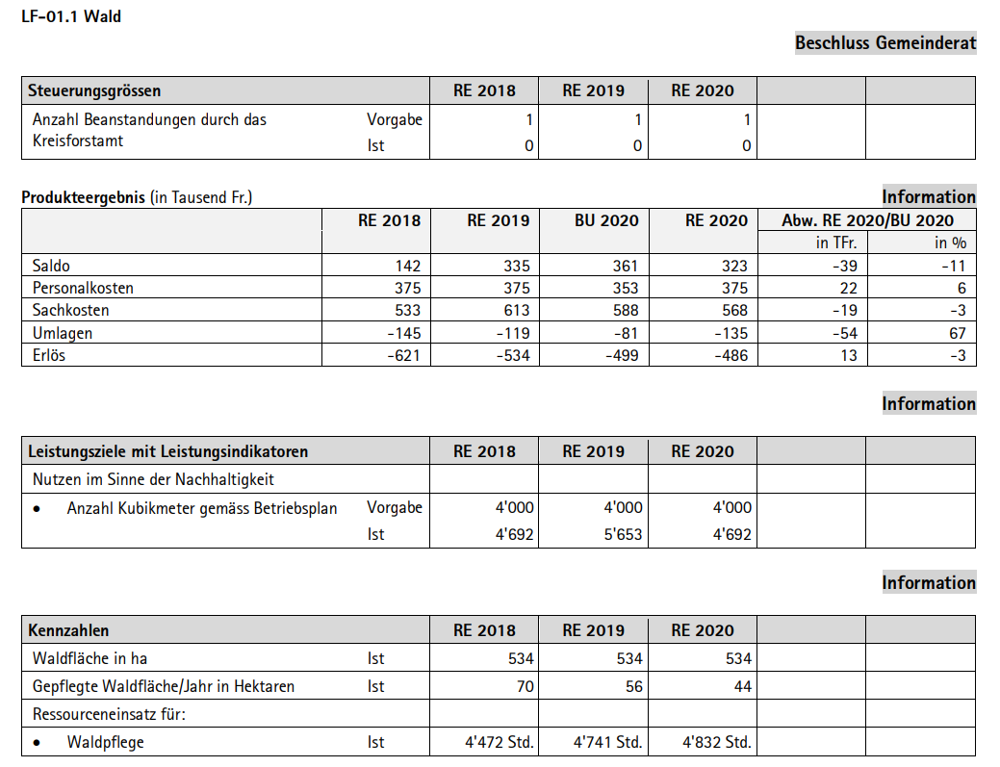 LF-01.1 Wald
Beschluss Gemeinderat
Steuerungsgrössen RE 2018 RE 2019 RE 2020
Anzahl Beanstandungen durch das Vorgabe 1 1 1
Kreisforstamt Ist 0 0 0
Produkteergebnis (in Tausend Fr.) Information
RE 2018 RE 2019 BU 2020 RE 2020 Abw. RE 2020/BU 2020
in TFr. in %
Saldo 142 335 361 323 -39 -11
Personalkosten 375 375 353 375 22 6
Sachkosten 533 613 588 568 -19 -3
Umlagen -145 -119 -81 -135 -54 67
Erlös -621 -534 -499 -486 13 -3
Information
Leistungsziele mit Leistungsindikatoren RE 2018 RE 2019 RE 2020
Nutzen im Sinne der Nachhaltigkeit
• Anzahl Kubikmeter gemäss Betriebsplan Vorgabe 4'000 4'000 4'000
Ist 4'692 5'653 4'692
Information
Kennzahlen RE 2018 RE 2019 RE 2020
Waldfläche in ha Ist 534 534 534
Gepflegte Waldfläche/Jahr in Hektaren Ist 70 56 44
Ressourceneinsatz für:
• Waldpflege Ist 4'472 Std. 4'741 Std. 4'832 Std.